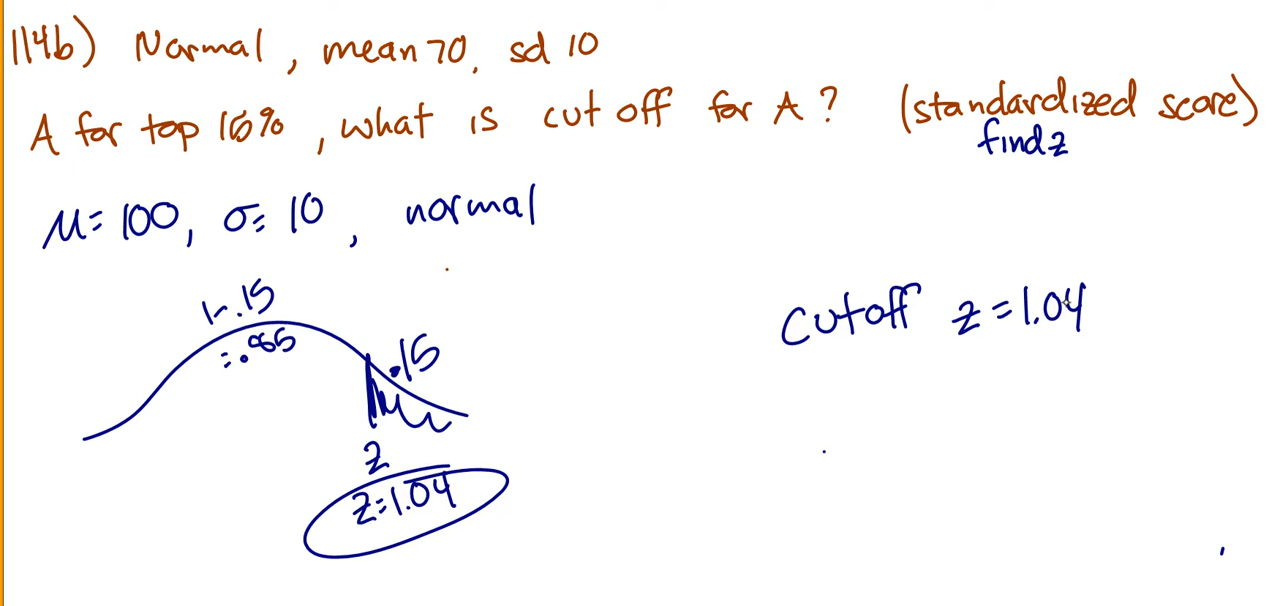 114b) Normal, mean 70, sd 10
A for top 15%, what is cut off for A? (standardized score)
find z
μ = 100, σ = 10, normal
1-.15
= .85
.15
Cutoff z = 1.04
z
z = 1.04